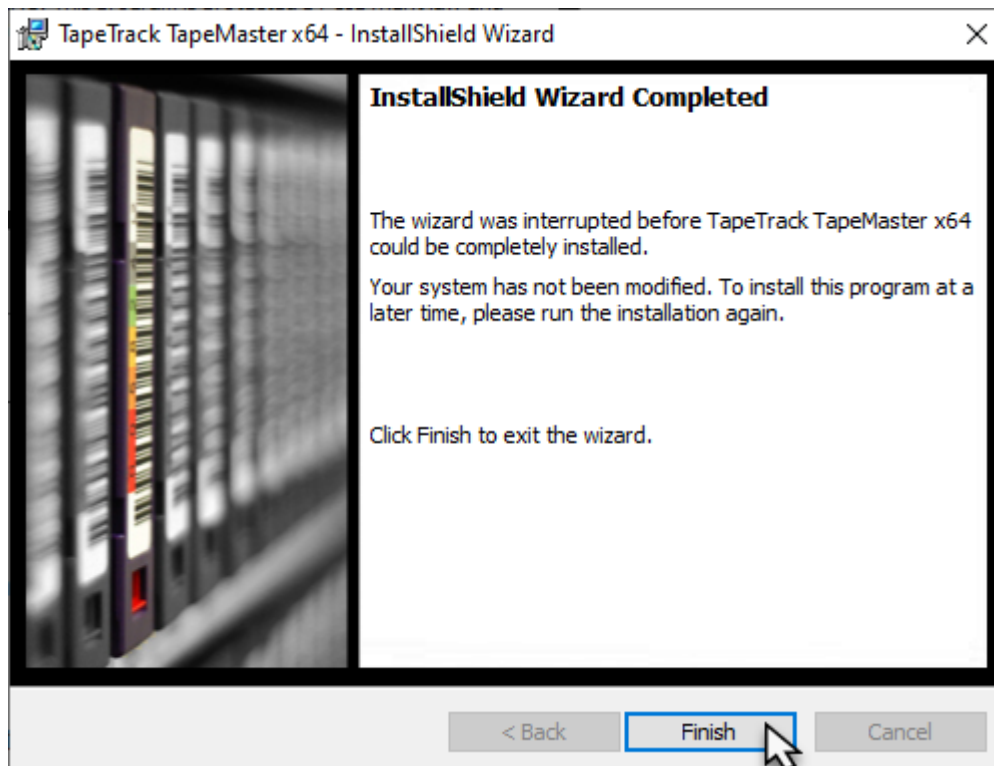 TapeTrack TapeMaster x64 - InstallShield Wizard
InstallShield Wizard Completed
The wizard was interrupted before TapeTrack TapeMaster x64
could be completely installed.
Your system has not been modified. To install this program at a
later time, please run the installation again.
Click Finish to exit the wizard.
< Back
Finish
Cancel